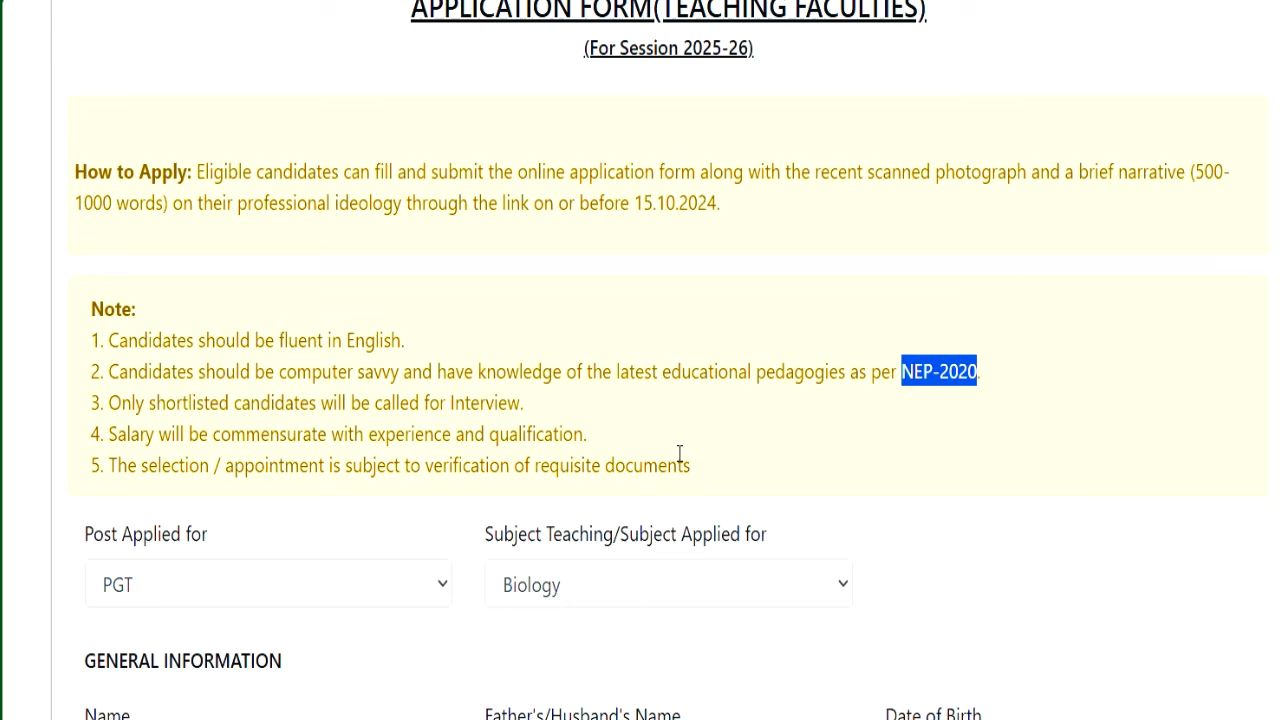 APPLICATION FORM(TEACHING FACULTIES)
(For Session 2025-26)
How to Apply: Eligible candidates can fill and submit the online application form along with the recent scanned photograph and a brief narrative (500-
1000 words) on their professional ideology through the link on or before 15.10.2024.
Note:
1. Candidates should be fluent in English.
2. Candidates should be computer savvy and have knowledge of the latest educational pedagogies as per NEP-2020.
3. Only shortlisted candidates will be called for Interview.
4. Salary will be commensurate with experience and qualification.
5. The selection / appointment is subject to verification of requisite documents
Post Applied for
Subject Teaching/Subject Applied for
PGT
Biology
GENERAL INFORMATION
Name
Father's/Husband's Name
Date of Birth